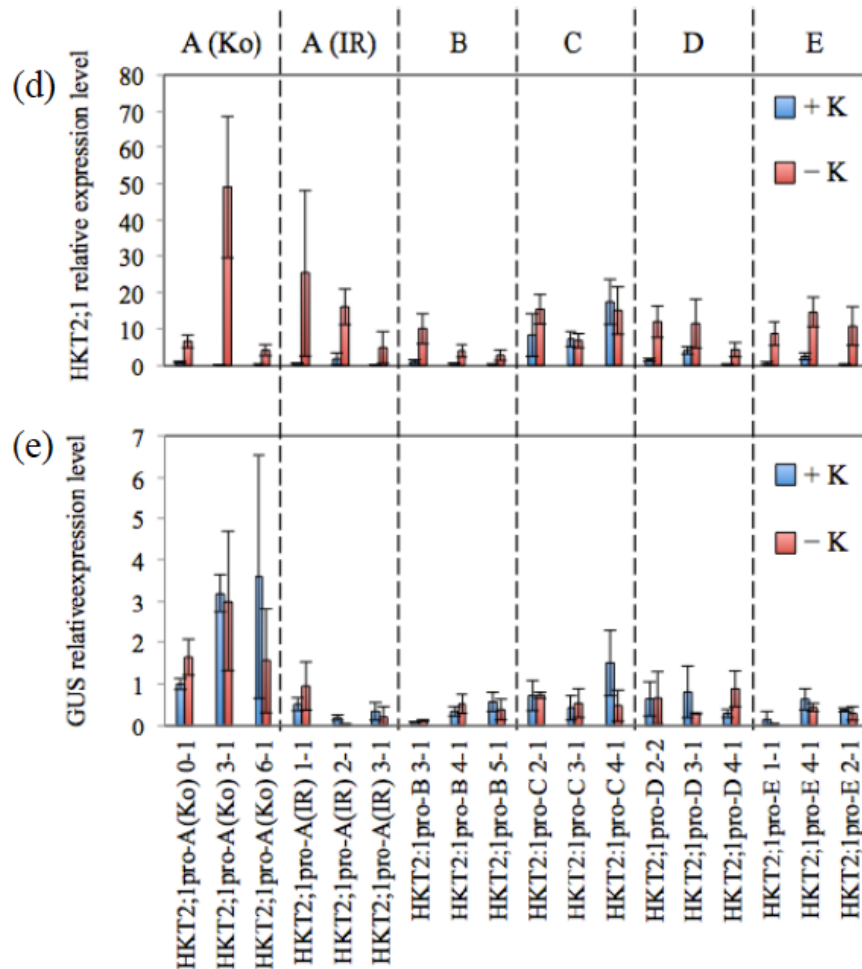 A (Ko) A (IR) B C D E
(d)
HKT2;1 relative expression level
80
70
60
50
40
30
20
10
0
+ K
− K
(e)
GUS relativeexpression level
7
6
5
4
3
2
1
0
+ K
− K
HKT2;1pro-A(Ko) 0-1
HKT2;1pro-A(Ko) 3-1
HKT2;1pro-A(Ko) 6-1
HKT2;1pro-A(IR) 1-1
HKT2;1pro-A(IR) 2-1
HKT2;1pro-A(IR) 3-1
HKT2:1pro-B 3-1
HKT2:1pro-B 4-1
HKT2:1pro-B 5-1
HKT2:1pro-C 2-1
HKT2;1pro-C 3-1
HKT2:1pro-C 4-1
HKT2;1pro-D 2-2
HKT2;1pro-D 3-1
HKT2;1pro-D 4-1
HKT2;1pro-E 1-1
HKT2;1pro-E 4-1
HKT2;1pro-E 2-1